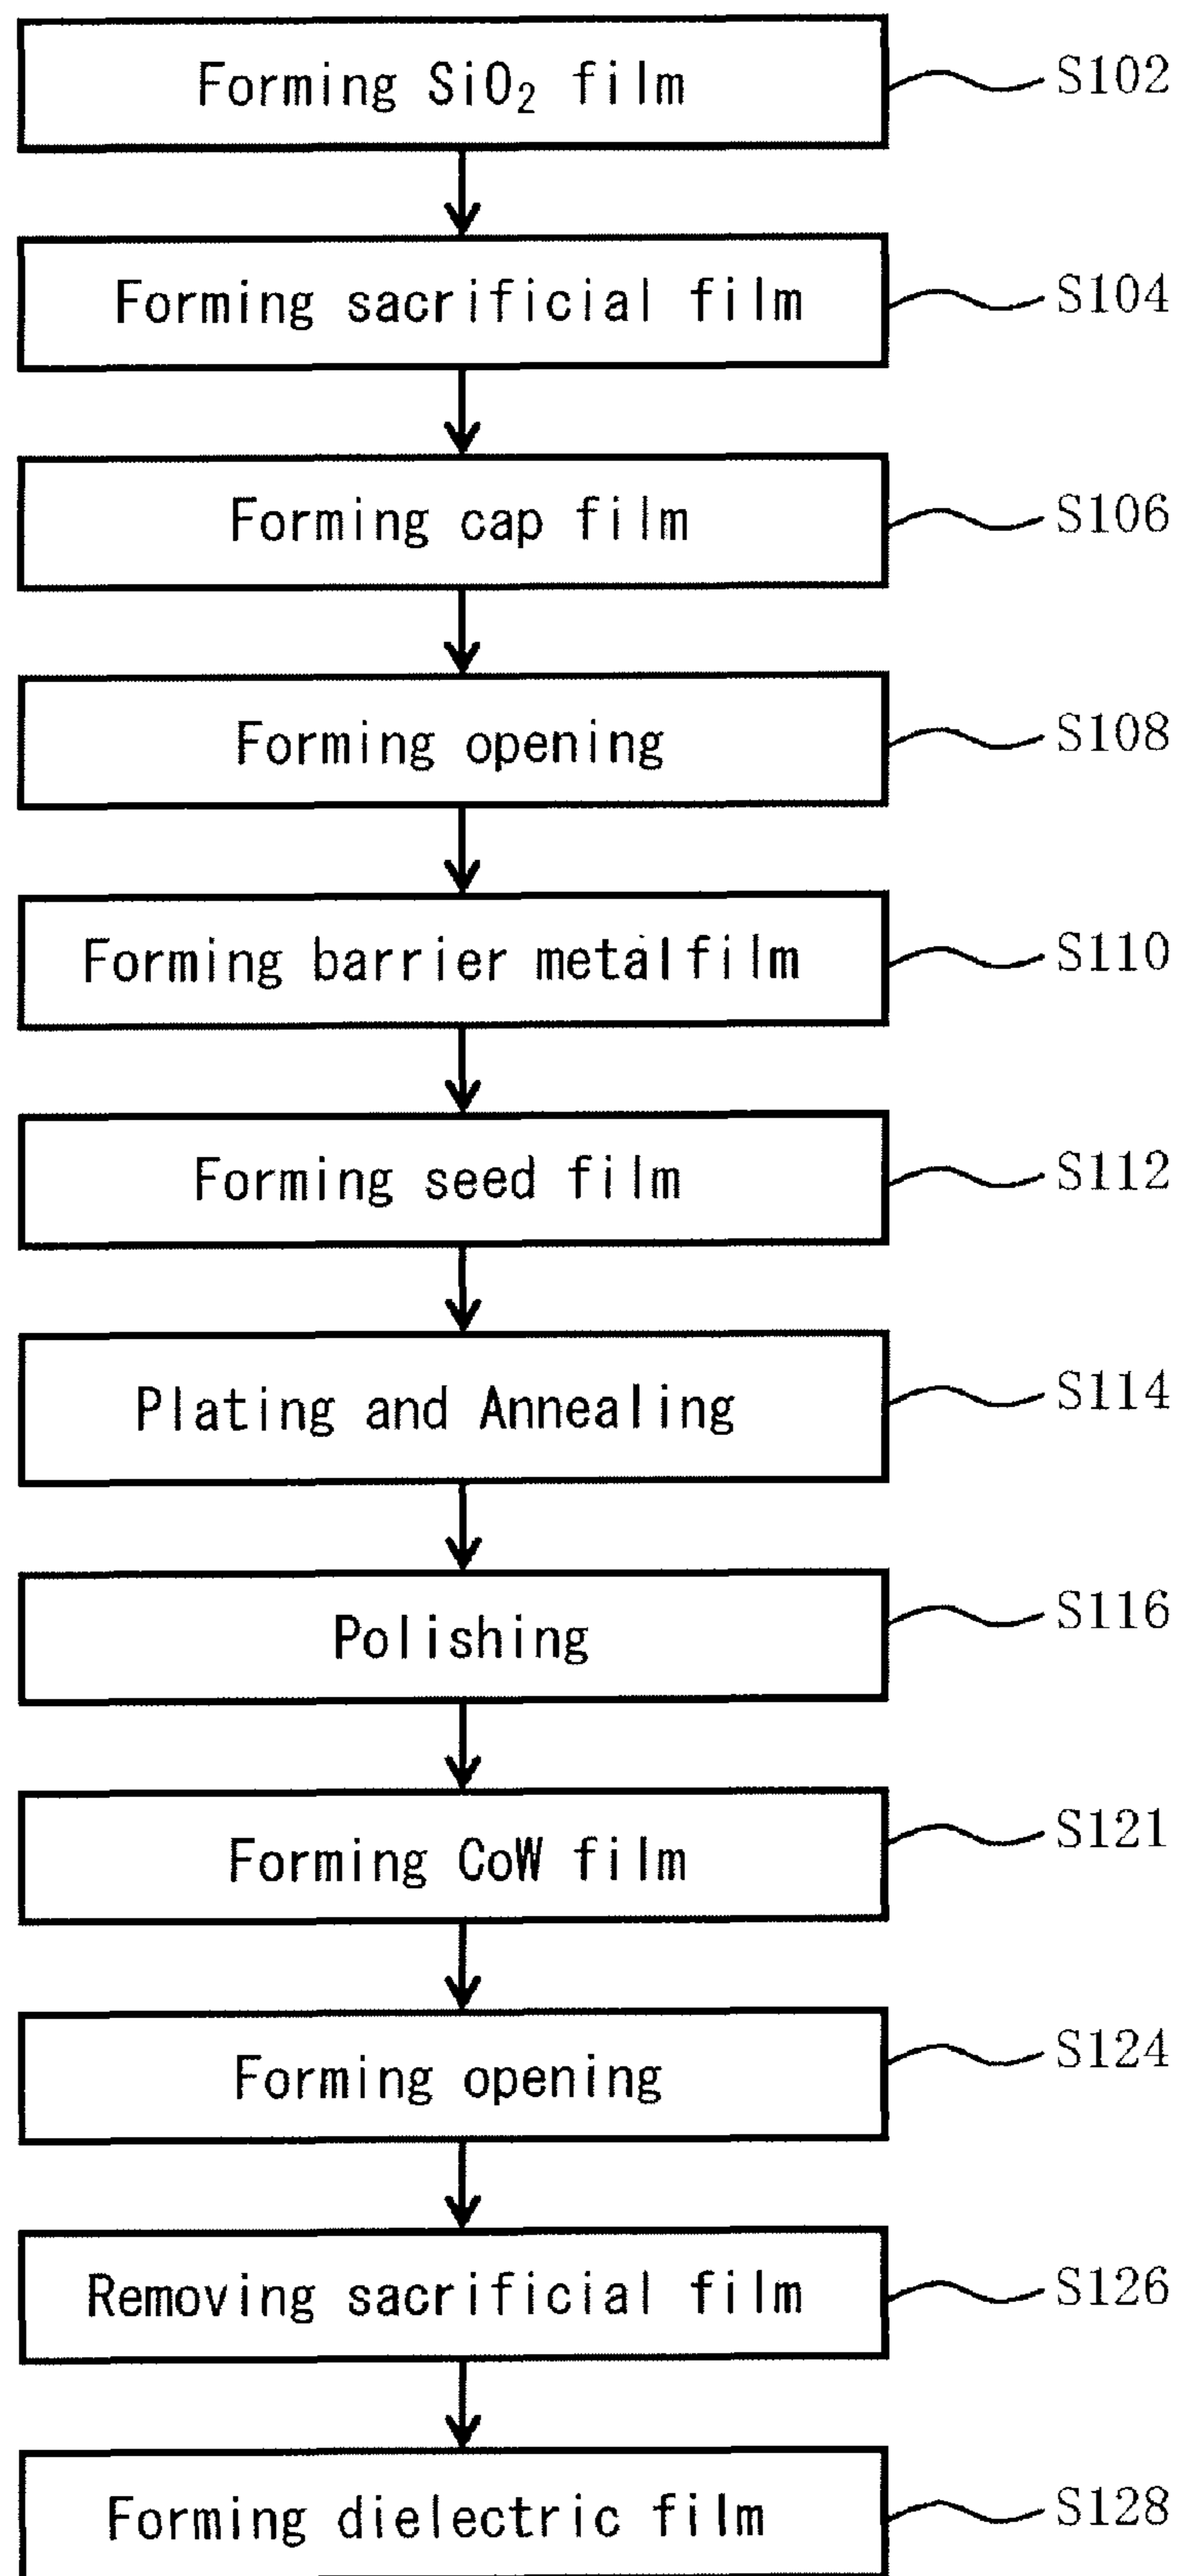 Forming SiO₂ film S102
Forming sacrificial film S104
Forming cap film S106
Forming opening S108
Forming barrier metalfilm S110
Forming seed film S112
Plating and Annealing S114
Polishing S116
Forming CoW film S121
Forming opening S124
Removing sacrificial film S126
Forming dielectric film S128